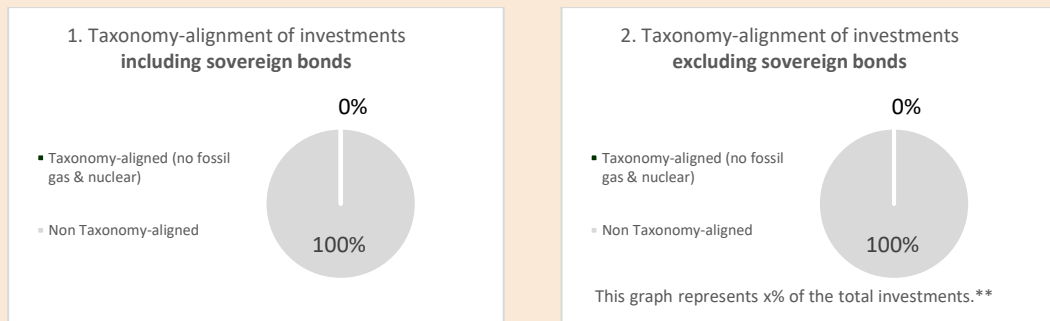 1. Taxonomy-alignment of investments
including sovereign bonds
0%
Taxonomy-aligned (no fossil
gas & nuclear)
Non Taxonomy-aligned
100%
2. Taxonomy-alignment of investments
excluding sovereign bonds
0%
Taxonomy-aligned (no fossil
gas & nuclear)
Non Taxonomy-aligned
100%
This graph represents x% of the total investments.**